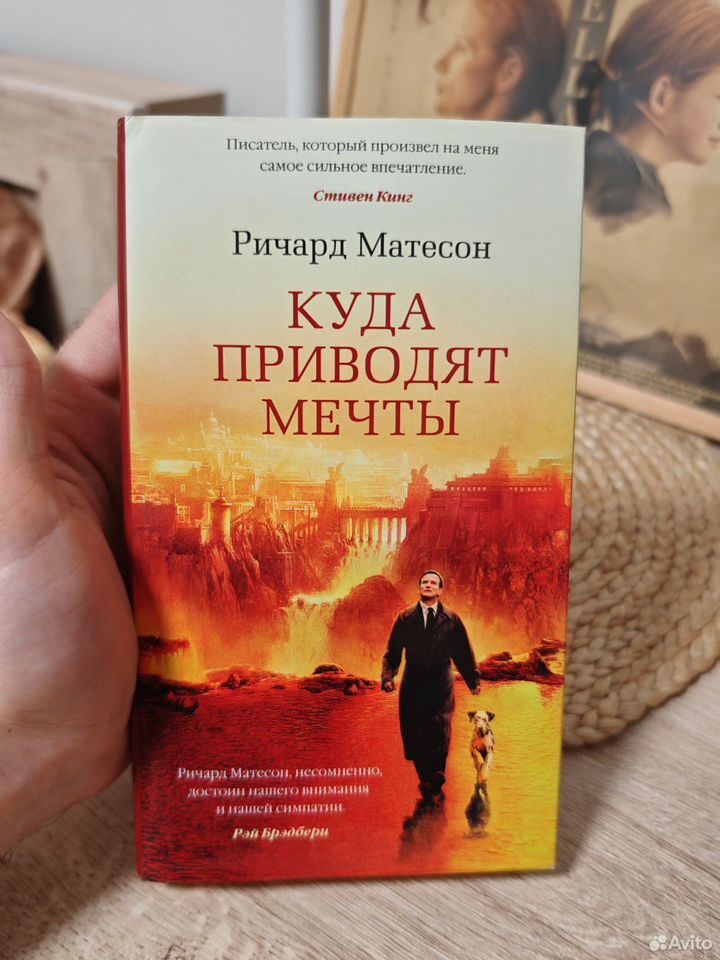 Писатель, который произвел на меня
самое сильное впечатление.
Стивен Кинг
Ричард Матесон
КУДА
ПРИВОДЯТ
МЕЧТЫ
Ричард Матесон, несомненно,
достоин нашего внимания
и нашей симпатии.
Рэй Брэдбери
Avito